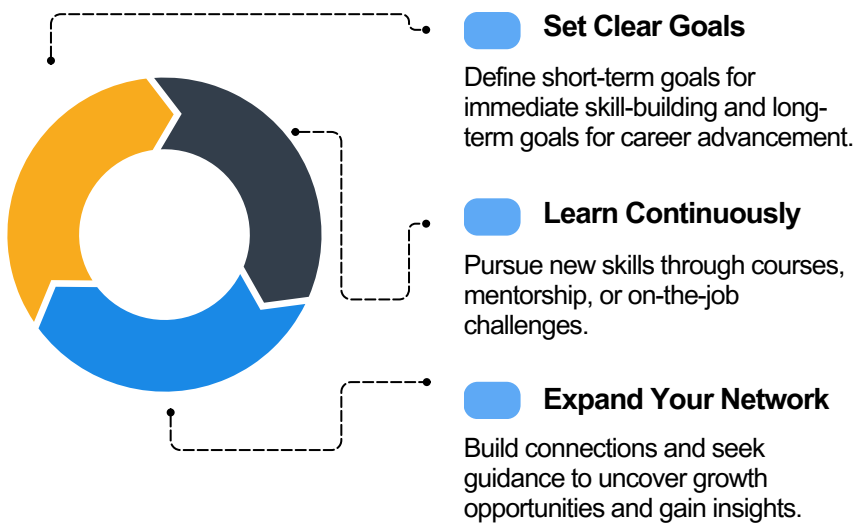 Set Clear Goals
Define short-term goals for
immediate skill-building and long-
term goals for career advancement.
Learn Continuously
Pursue new skills through courses,
mentorship, or on-the-job
challenges.
Expand Your Network
Build connections and seek
guidance to uncover growth
opportunities and gain insights.